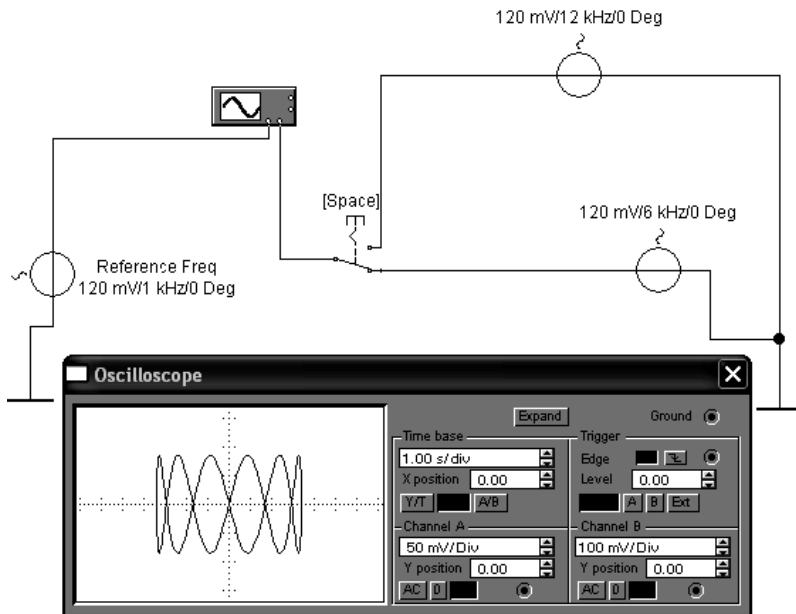 120 mV/12 kHz/0 Deg
[Space]
120 mV/6 kHz/0 Deg
Reference Freq
120 mV/1 kHz/0 Deg
Oscilloscope
Expand
Ground
Time base
1.00 s/div
X position 0.00
Y/T A/B
Trigger
Edge
Level 0.00
A B Ext
Channel A
50 mV/Div
Y position 0.00
AC 0
Channel B
100 mV/Div
Y position 0.00
AC 0